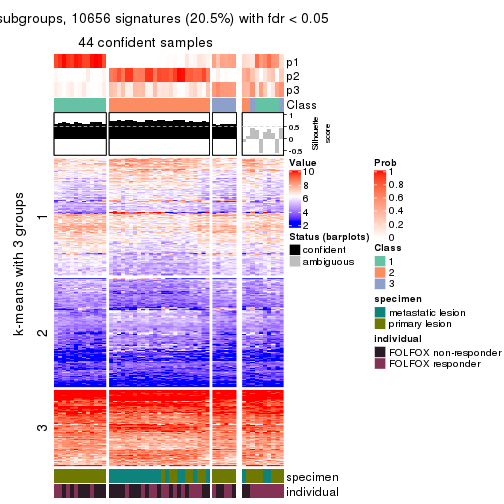 subgroups, 10656 signatures (20.5%) with fdr < 0.05
44 confident samples
p1
p2
p3
Class
1
0.5
0
-0.5
Silhouette
score
k-means with 3 groups
1
2
3
specimen
individual
Value
10
8
6
4
2
Status (barplots)
confident
ambiguous
Prob
1
0.8
0.6
0.4
0.2
0
Class
1
2
3
specimen
metastatic lesion
primary lesion
individual
FOLFOX non-responder
FOLFOX responder